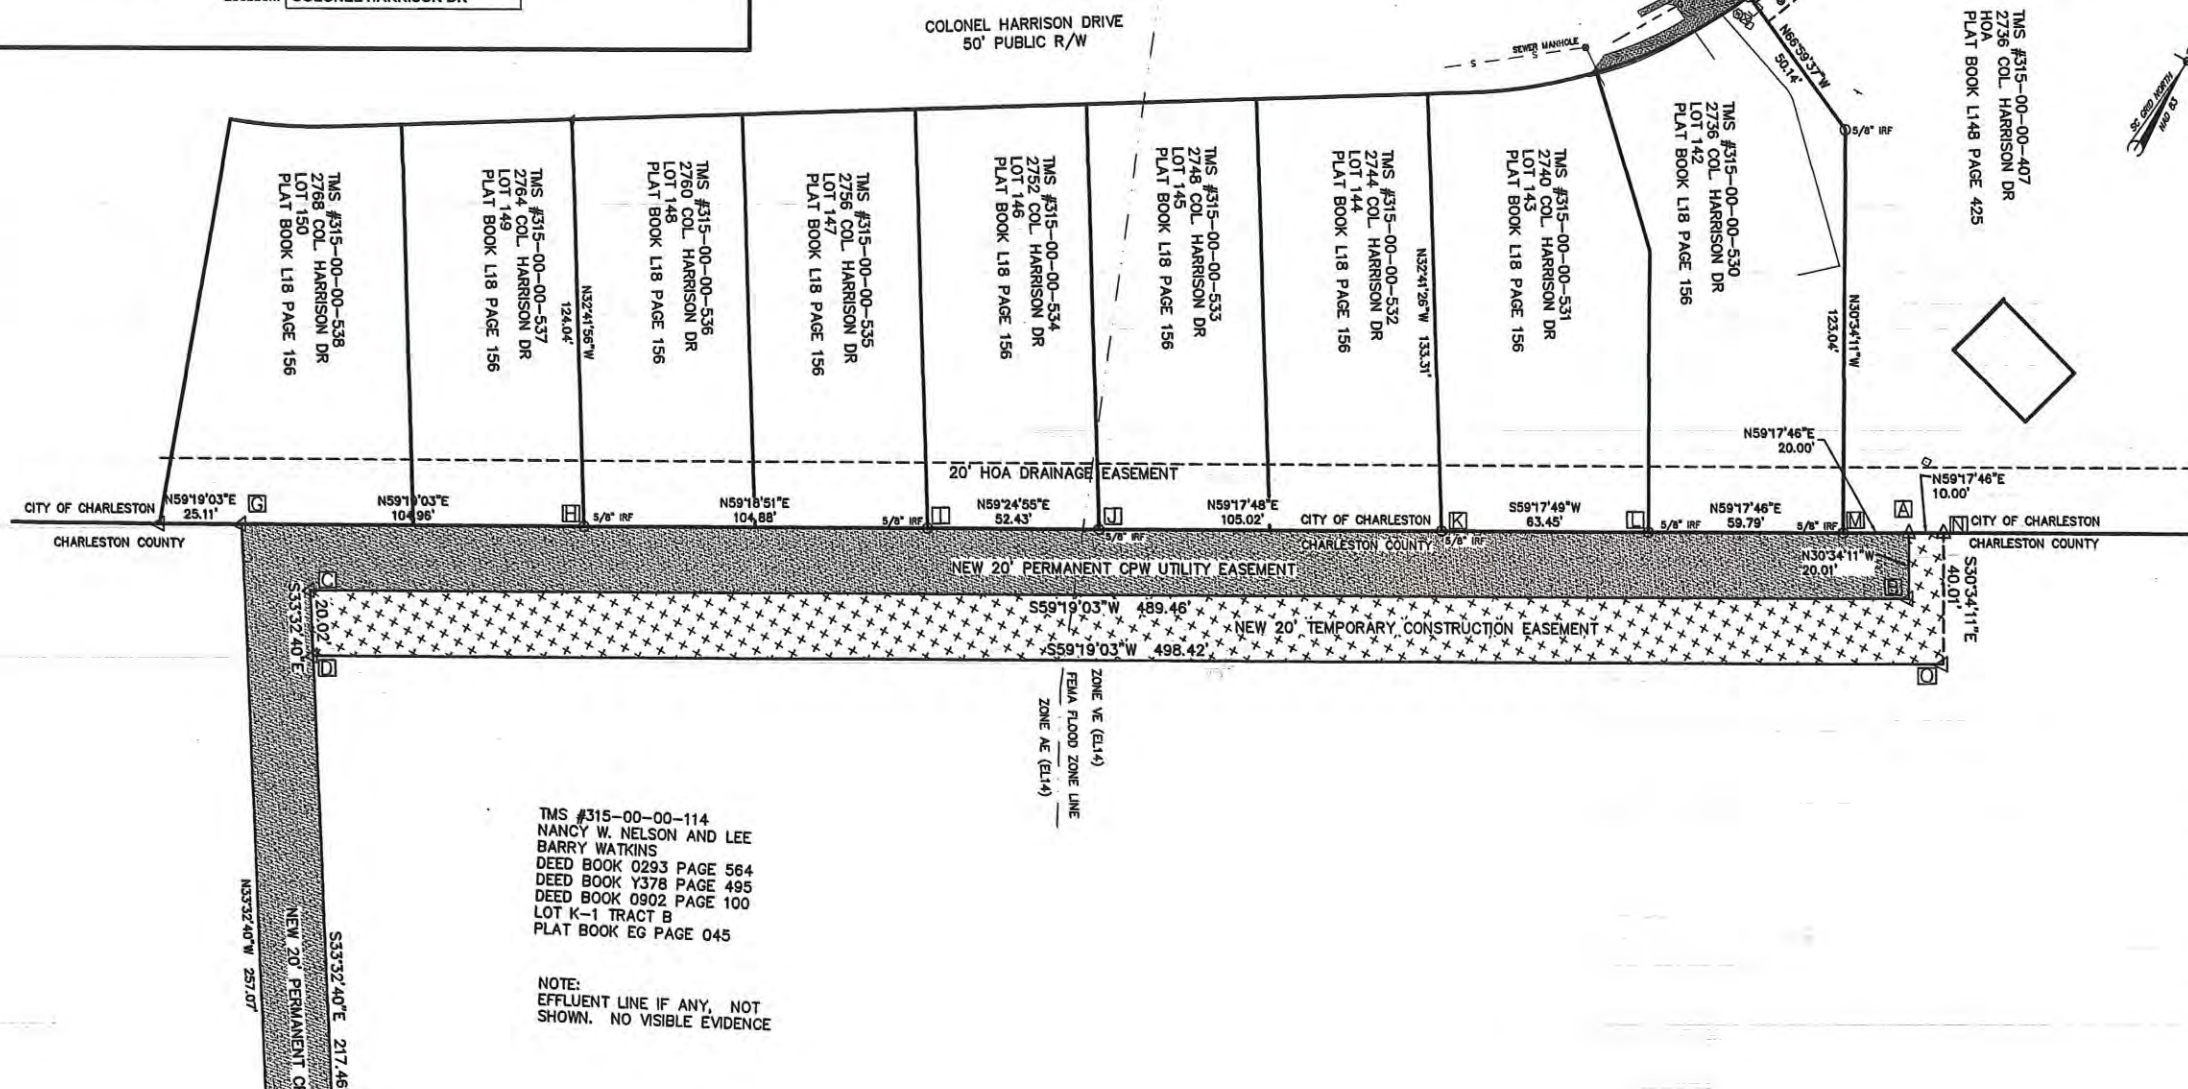 COLONEL HARRISON DR
COLONEL HARRISON DRIVE
50' PUBLIC R/W
SEWER MANHOLE
S
S
N66°59'37"W
50.14'
5/8" IRF
TMS #315-00-00-407
2736 COL HARRISON DR
HOA
PLAT BOOK L148 PAGE 425
SC GRID NORTH
NAD 83
TMS #315-00-00-538
2768 COL HARRISON DR
LOT 150
PLAT BOOK L18 PAGE 156
TMS #315-00-00-537
2764 COL HARRISON DR
LOT 149
PLAT BOOK L18 PAGE 156
N32°41'56"W
124.04'
TMS #315-00-00-536
2760 COL HARRISON DR
LOT 148
PLAT BOOK L18 PAGE 156
TMS #315-00-00-535
2756 COL HARRISON DR
LOT 147
PLAT BOOK L18 PAGE 156
TMS #315-00-00-534
2752 COL HARRISON DR
LOT 146
PLAT BOOK L18 PAGE 156
TMS #315-00-00-533
2748 COL HARRISON DR
LOT 145
PLAT BOOK L18 PAGE 156
TMS #315-00-00-532
2744 COL HARRISON DR
LOT 144
PLAT BOOK L18 PAGE 156
N32°41'26"W 133.31'
TMS #315-00-00-531
2740 COL HARRISON DR
LOT 143
PLAT BOOK L18 PAGE 156
TMS #315-00-00-530
2736 COL HARRISON DR
LOT 142
PLAT BOOK L18 PAGE 156
N30°34'11"W
123.04'
N59°17'46"E
20.00'
20' HOA DRAINAGE EASEMENT
N59°17'46"E
10.00'
CITY OF CHARLESTON
CHARLESTON COUNTY
N59°19'03"E
25.11'
G
N59°19'03"E
104.96'
H
5/8" IRF
N59°18'51"E
104.88'
5/8" IRF
I
N59°24'55"E
52.43'
J
5/8" IRF
N59°17'48"E
105.02'
CITY OF CHARLESTON
CHARLESTON COUNTY
K
5/8" IRF
S59°17'49"W
63.45'
L
5/8" IRF
N59°17'46"E
59.79'
5/8" IRF
M
A
N
CITY OF CHARLESTON
CHARLESTON COUNTY
N30°34'11"W
20.01'
B
S30°34'11"E
40.01'
NEW 20' PERMANENT CPW UTILITY EASEMENT
C
S33°32'40"E
20.02'
D
S59°19'03"W 489.46'
NEW 20' TEMPORARY CONSTRUCTION EASEMENT
S59°19'03"W 498.42'
O
ZONE VE (EL14)
FEMA FLOOD ZONE LINE
ZONE AE (EL14)
TMS #315-00-00-114
NANCY W. NELSON AND LEE
BARRY WATKINS
DEED BOOK O293 PAGE 564
DEED BOOK Y378 PAGE 495
DEED BOOK 0902 PAGE 100
LOT K-1 TRACT B
PLAT BOOK EG PAGE 045
NOTE:
EFFLUENT LINE IF ANY, NOT
SHOWN. NO VISIBLE EVIDENCE
N33°32'40"W 257.07'
NEW 20' PERMANENT
S33°32'40"E 217.46